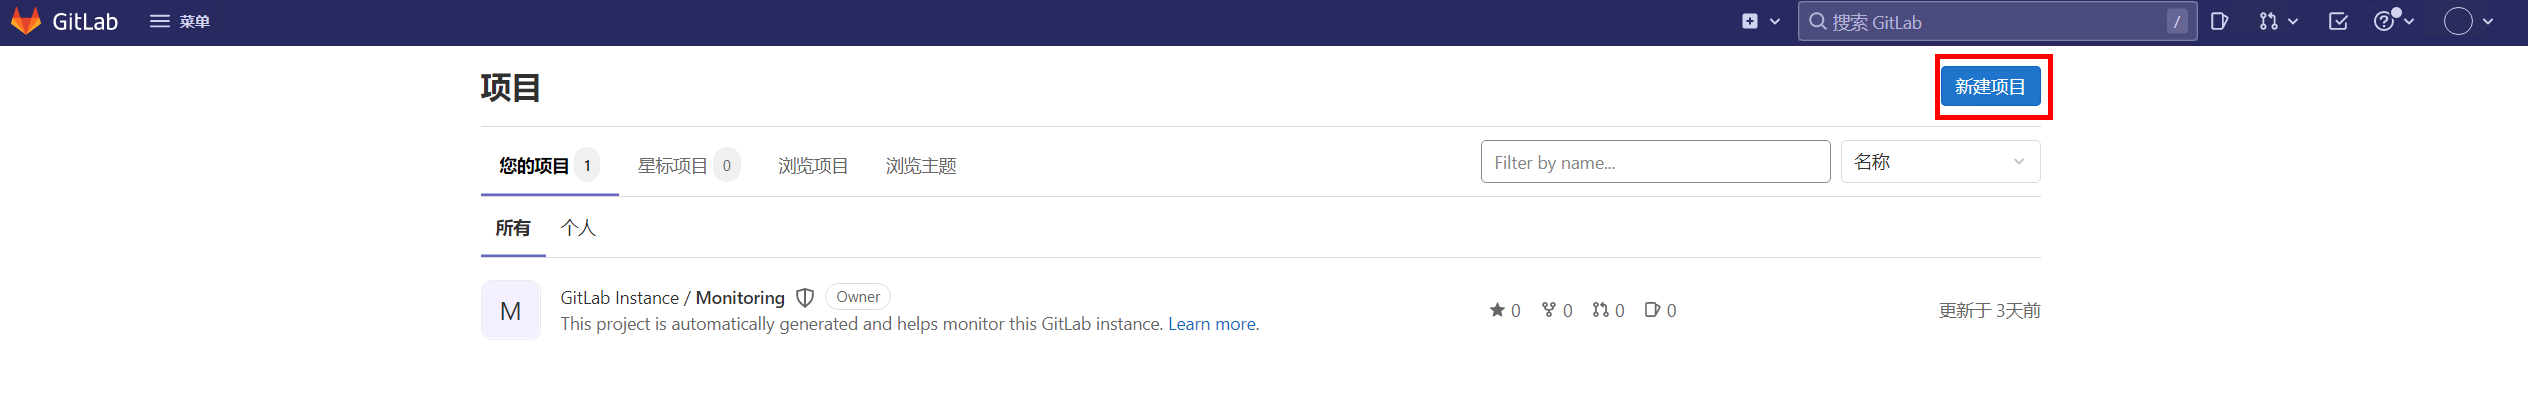 GitLab 菜单 搜索 GitLab /
项目 新建项目
您的项目 1 星标项目 0 浏览项目 浏览主题 Filter by name... 名称
所有 个人
M GitLab Instance / Monitoring Owner 0 0 0 0 更新于 3天前
This project is automatically generated and helps monitor this GitLab instance. Learn more.